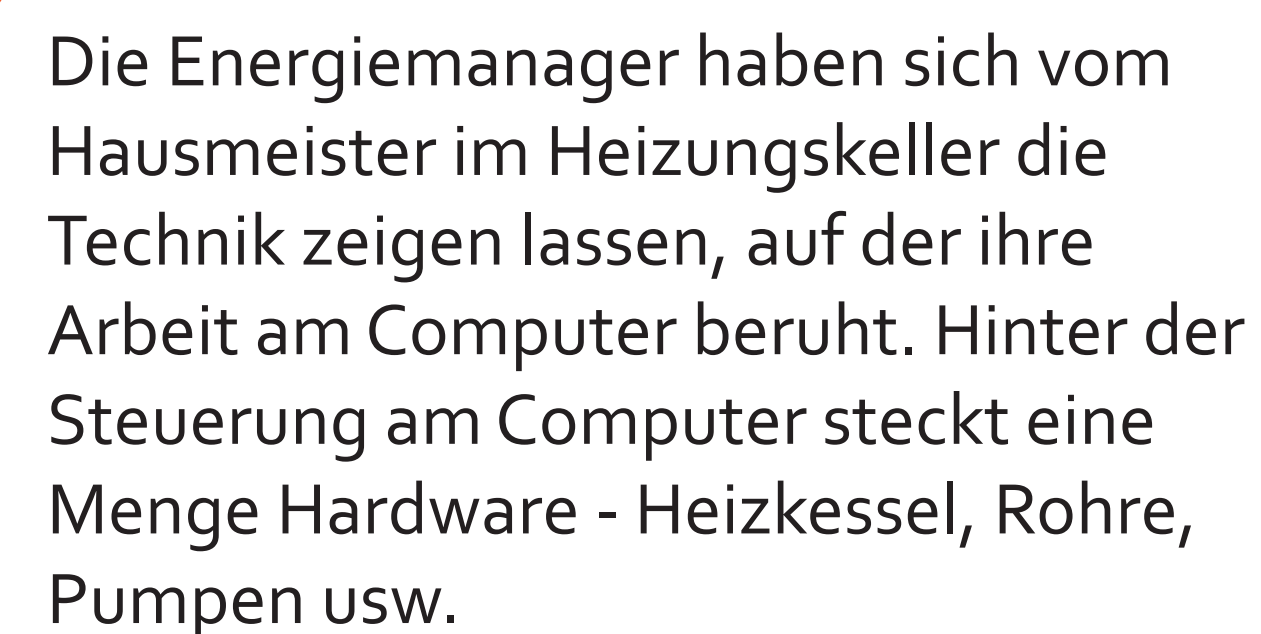 Die Energiemanager haben sich vom
Hausmeister im Heizungskeller die
Technik zeigen lassen, auf der ihre
Arbeit am Computer beruht. Hinter der
Steuerung am Computer steckt eine
Menge Hardware - Heizkessel, Rohre,
Pumpen usw.